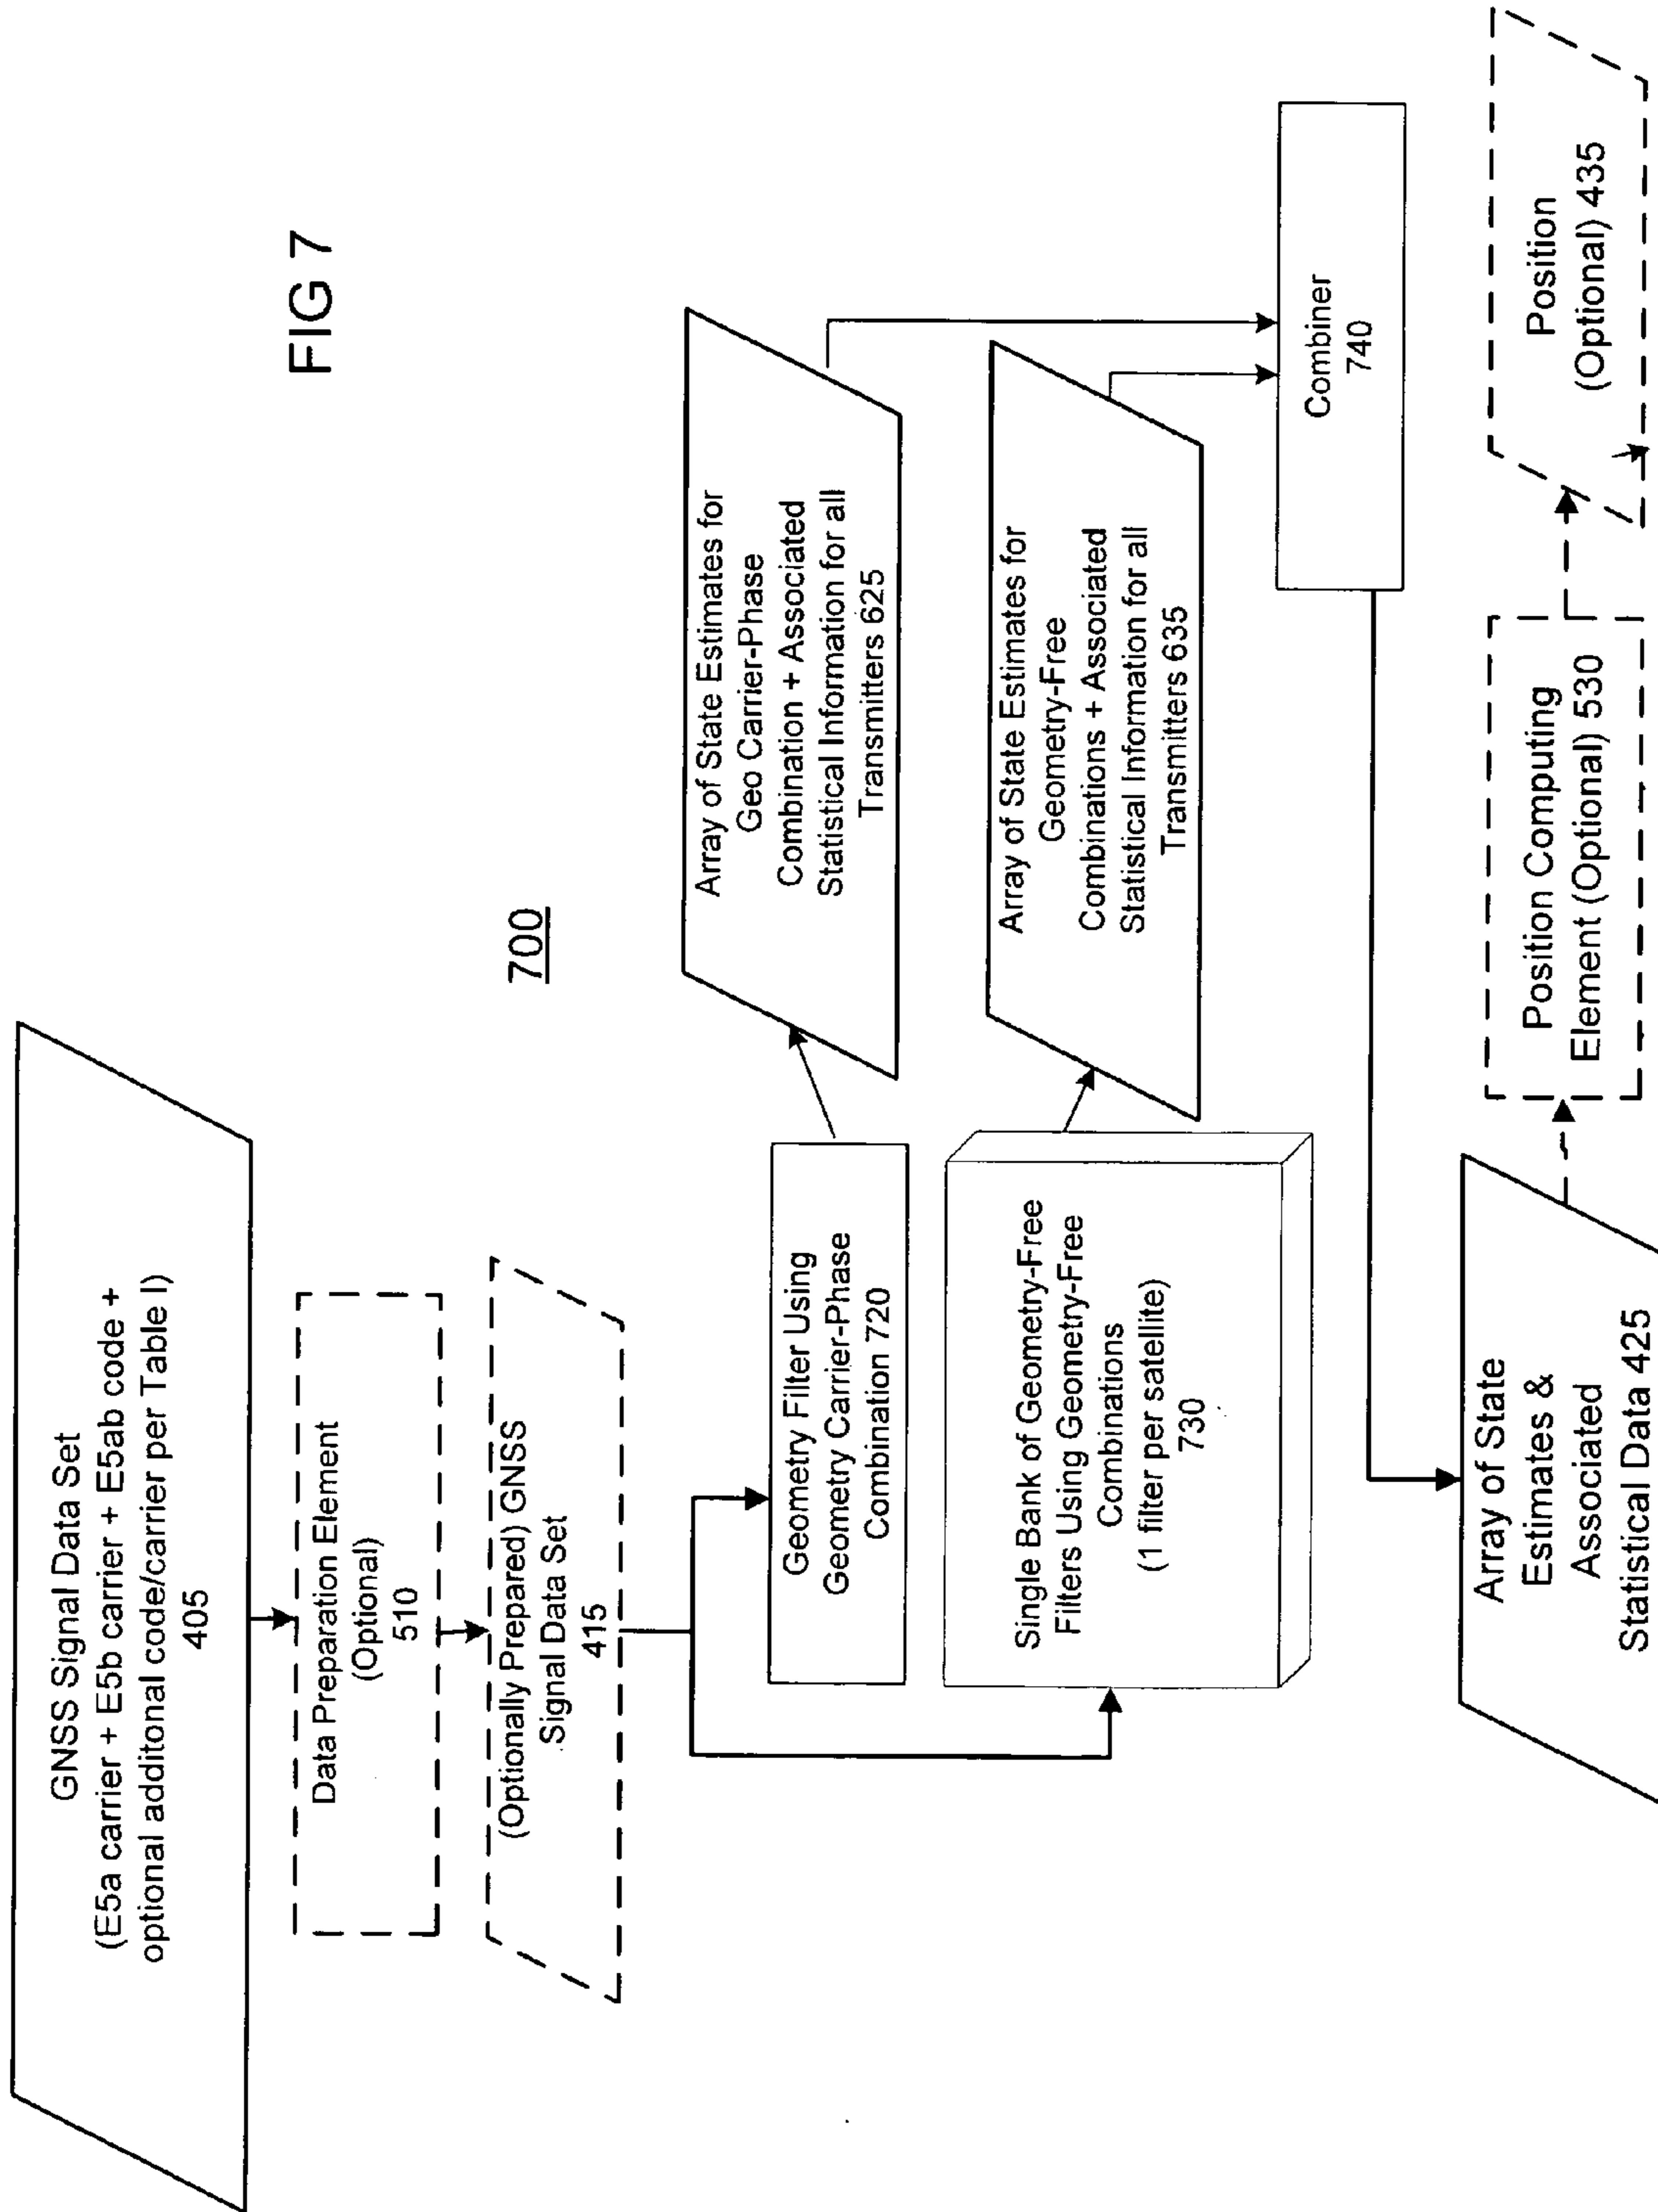 GNSS Signal Data Set
(E5a carrier + E5b carrier + E5ab code +
optional additonal code/carrier per Table I)
405
FIG 7
Data Preparation Element
(Optional)
510
(Optionally Prepared) GNSS
Signal Data Set
415
700
Geometry Filter Using
Geometry Carrier-Phase
Combination 720
Array of State Estimates for
Geo Carrier-Phase
Combination + Associated
Statistical Information for all
Transmitters 625
Single Bank of Geometry-Free
Filters Using Geometry-Free
Combinations
(1 filter per satellite)
730
Array of State Estimates for
Geometry-Free
Combinations + Associated
Statistical Information for all
Transmitters 635
Combiner
740
Array of State
Estimates &
Associated
Statistical Data 425
Position Computing
Element (Optional) 530
Position
(Optional) 435